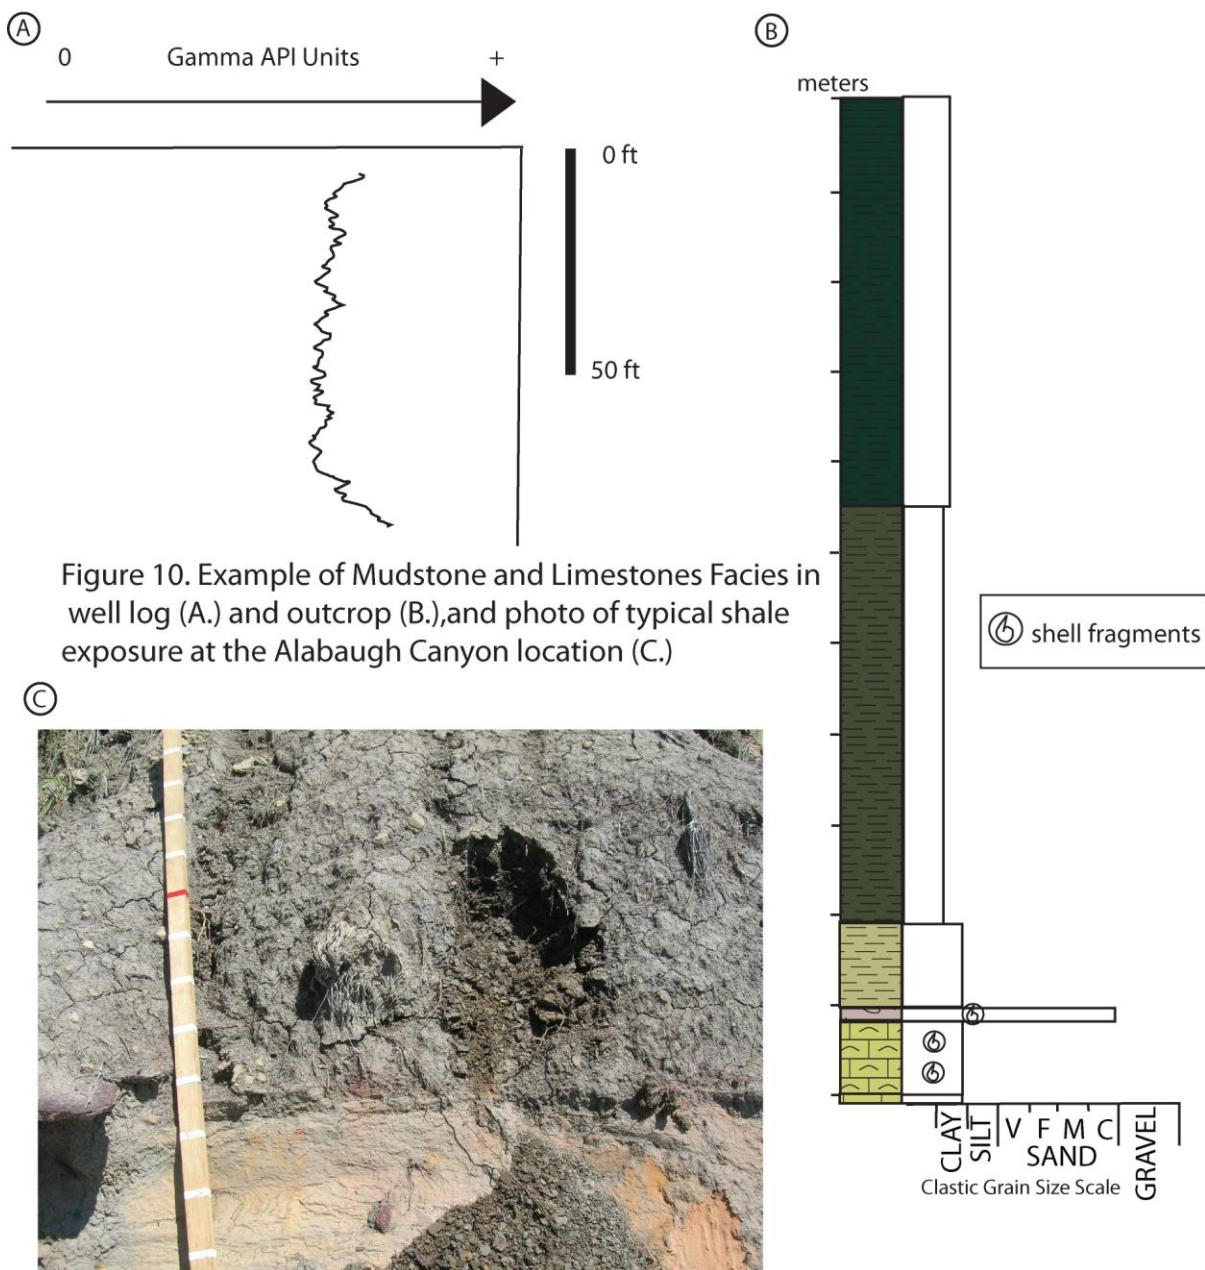 A
0 Gamma API Units +
0 ft
50 ft
Figure 10. Example of Mudstone and Limestones Facies in
well log (A.) and outcrop (B.),and photo of typical shale
exposure at the Alabaugh Canyon location (C.)
C
B
meters
shell fragments
CLAY
SILT
V F M C
SAND
GRAVEL
Clastic Grain Size Scale